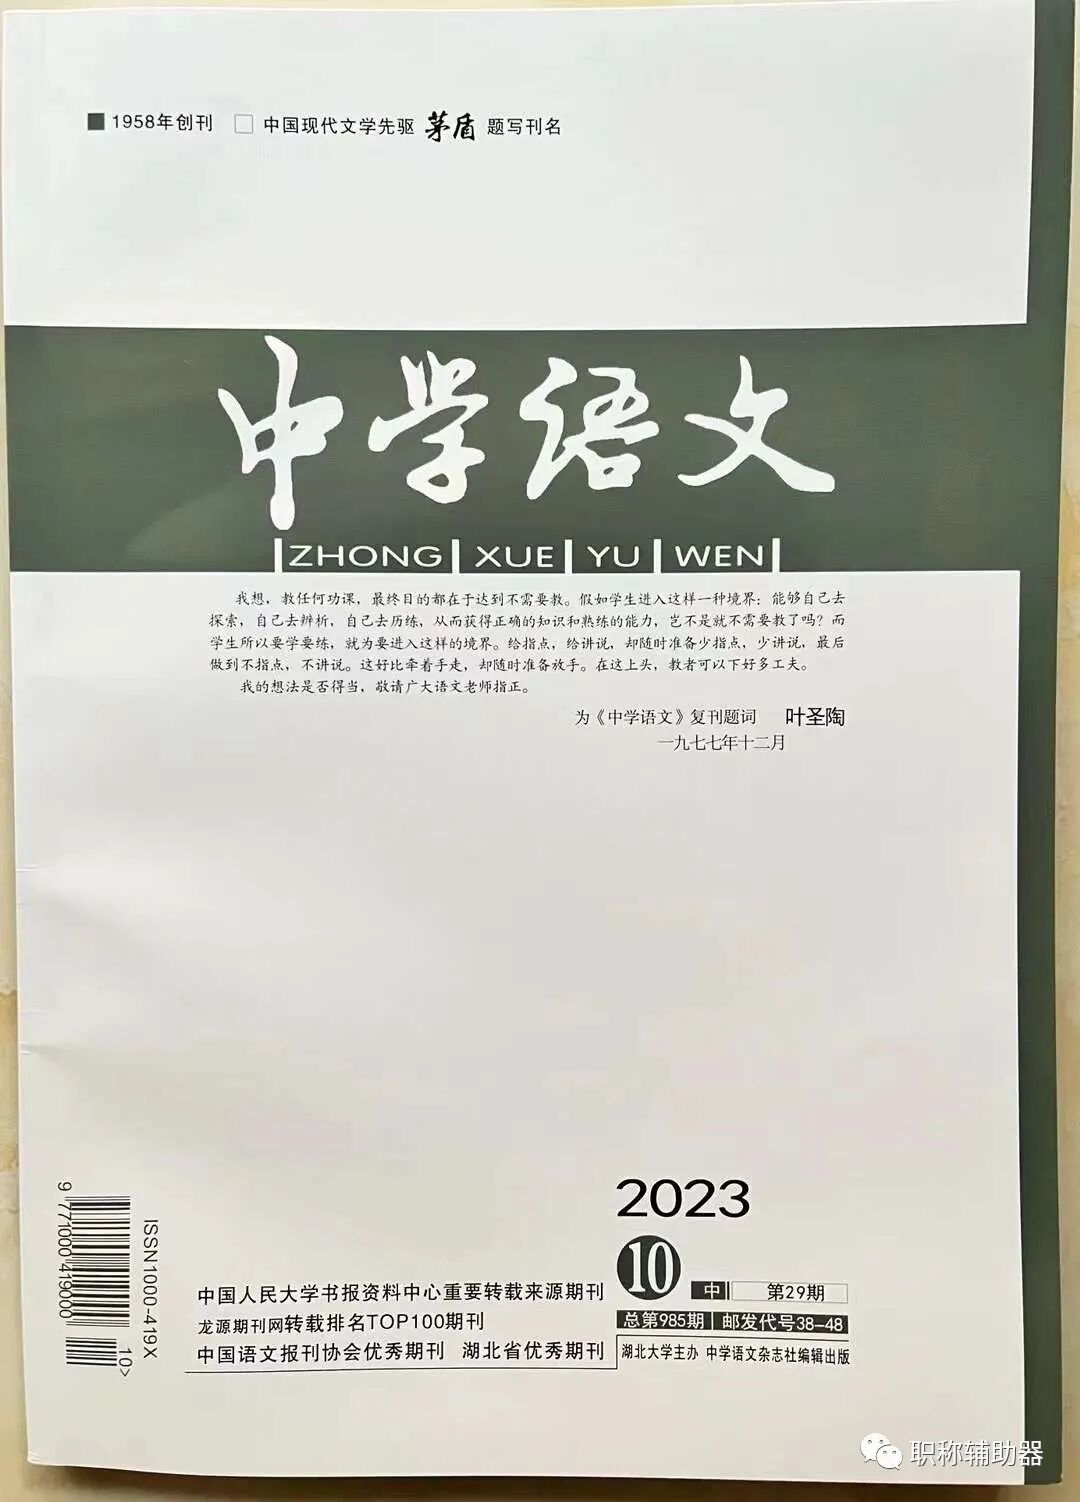 1958年创刊 中国现代文学先驱 茅盾 题写刊名
中学语文
ZHONG XUE YU WEN
我想，教任何功课，最终目的都在于达到不需要教。假如学生进入这样一种境界：能够自己去
探索，自己去辨析，自己去历练，从而获得正确的知识和熟练的能力，岂不是就不需要教了吗？而
学生所以要学要练，就为要进入这样的境界。给指点，给讲说，却随时准备少指点，少讲说，最后
做到不指点，不讲说。这好比牵着手走，却随时准备放手。在这上头，教者可以下好多工夫。
我的想法是否得当，敬请广大语文老师指正。
为《中学语文》复刊题词 叶圣陶
一九七七年十二月
2023
10 中 第29期
总第985期 邮发代号38-48
湖北大学主办 中学语文杂志社编辑出版
中国人民大学书报资料中心重要转载来源期刊
龙源期刊网转载排名TOP100期刊
中国语文报刊协会优秀期刊 湖北省优秀期刊
ISSN1000-419X
9 771000 419000
10>
职称辅助器